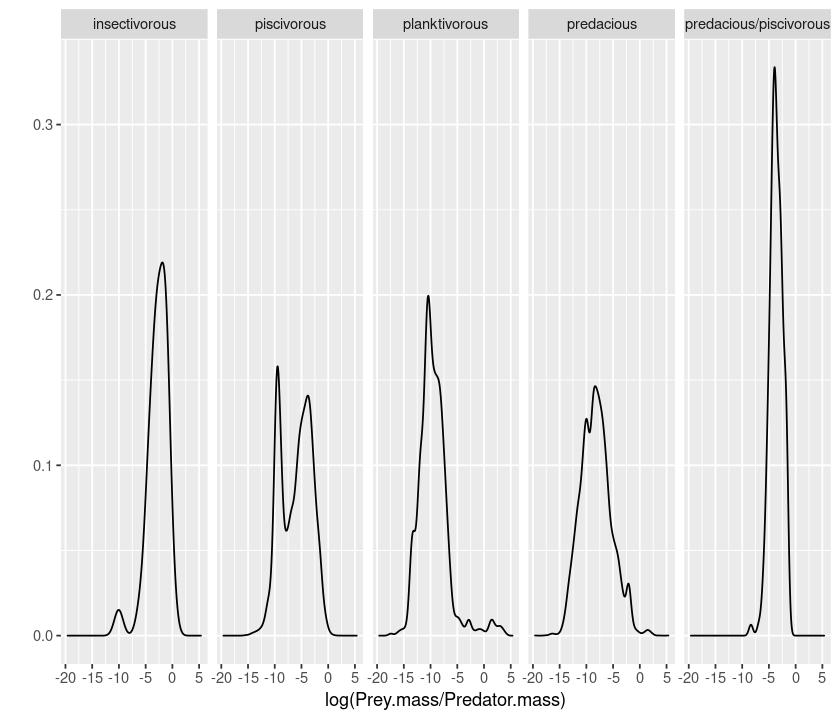 insectivorous piscivorous planktivorous predacious predacious/piscivorous
0.3
0.2
0.1
0.0
-20 -15 -10 -5 0 5 -20 -15 -10 -5 0 5 -20 -15 -10 -5 0 5 -20 -15 -10 -5 0 5 -20 -15 -10 -5 0 5
log(Prey.mass/Predator.mass)